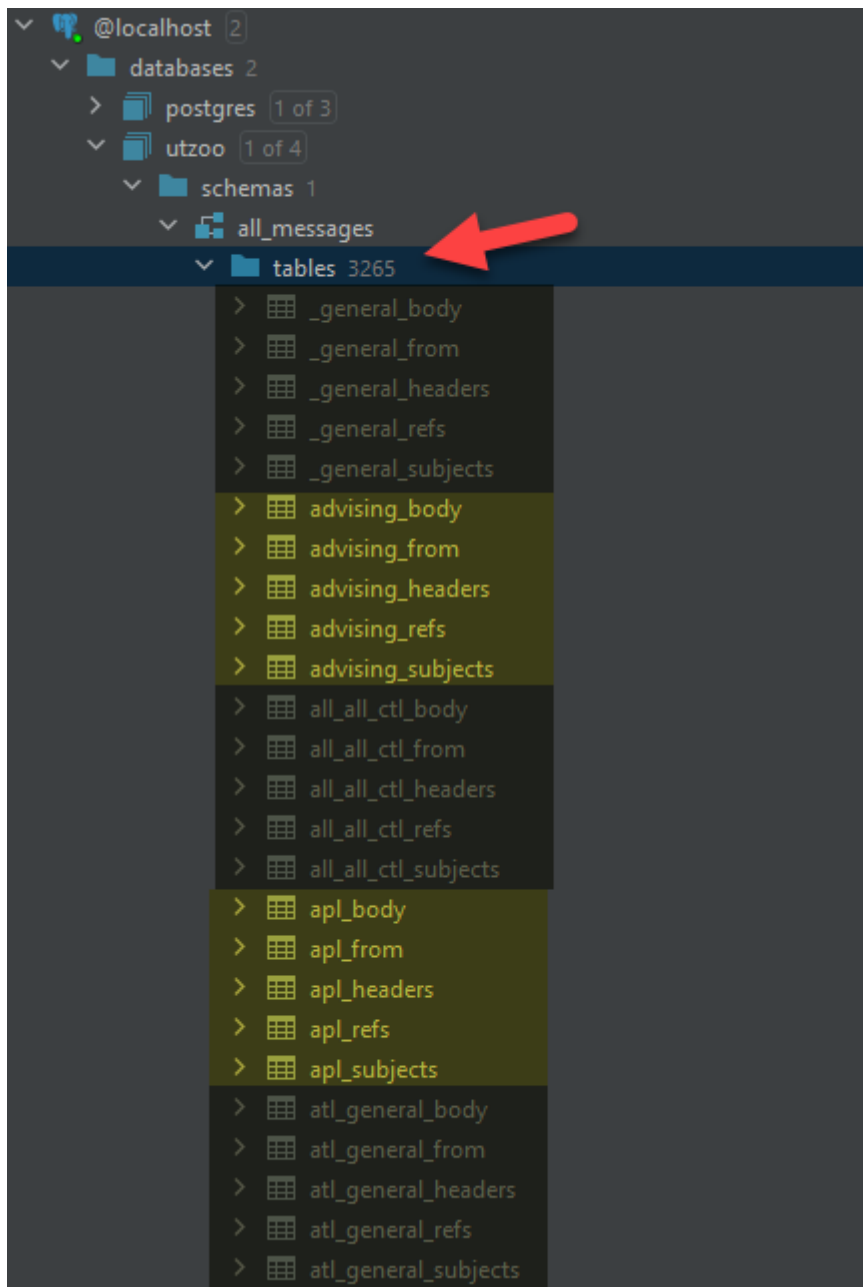 @localhost 2
databases 2
postgres 1 of 3
utzoo 1 of 4
schemas 1
all_messages
tables 3265
_general_body
_general_from
_general_headers
_general_refs
_general_subjects
advising_body
advising_from
advising_headers
advising_refs
advising_subjects
all_all_ctl_body
all_all_ctl_from
all_all_ctl_headers
all_all_ctl_refs
all_all_ctl_subjects
apl_body
apl_from
apl_headers
apl_refs
apl_subjects
atl_general_body
atl_general_from
atl_general_headers
atl_general_refs
atl_general_subjects